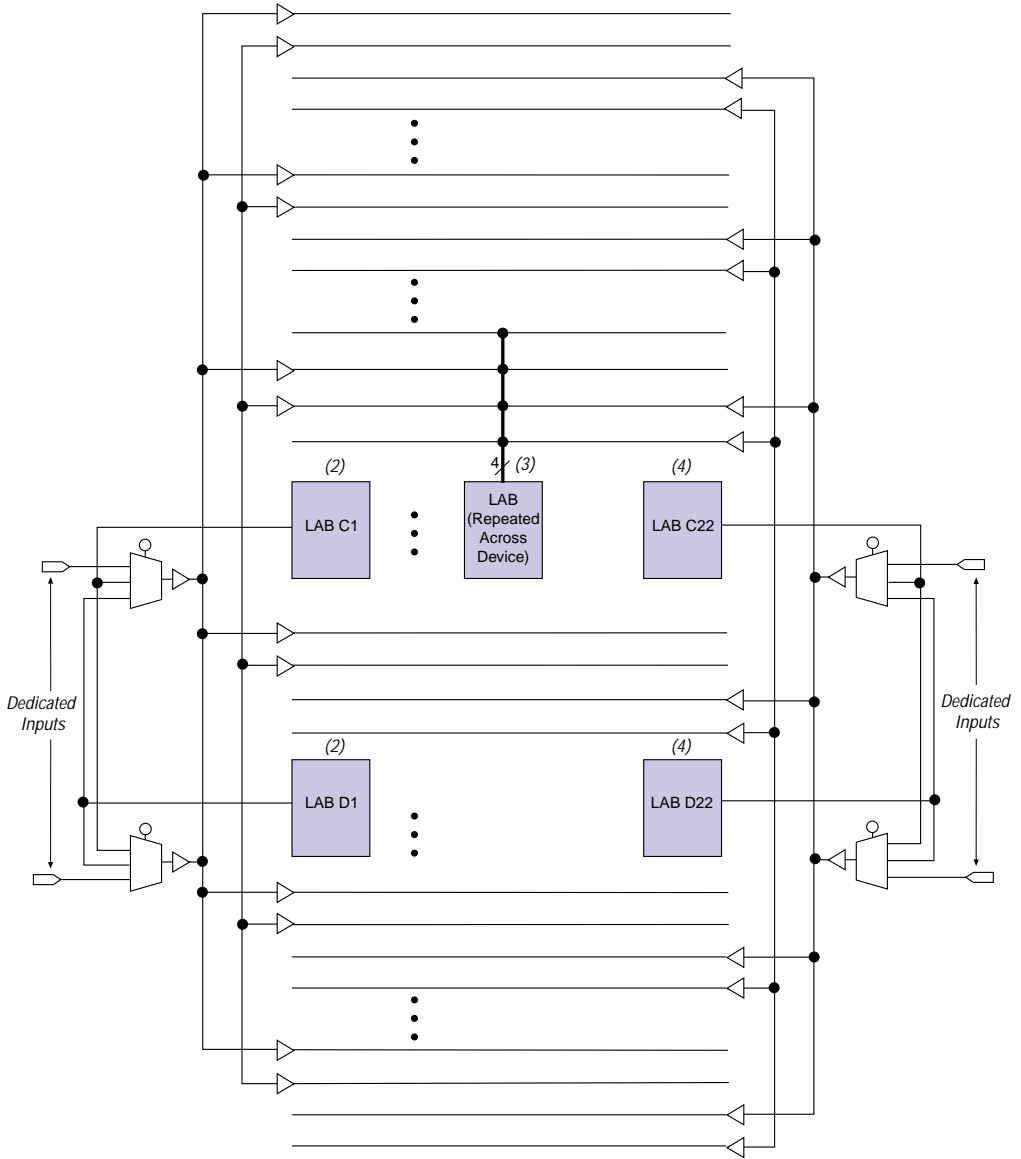 (2)
4
(3)
(4)
LAB C1
LAB
(Repeated
Across
Device)
LAB C22
Dedicated
Inputs
Dedicated
Inputs
(2)
(4)
LAB D1
LAB D22